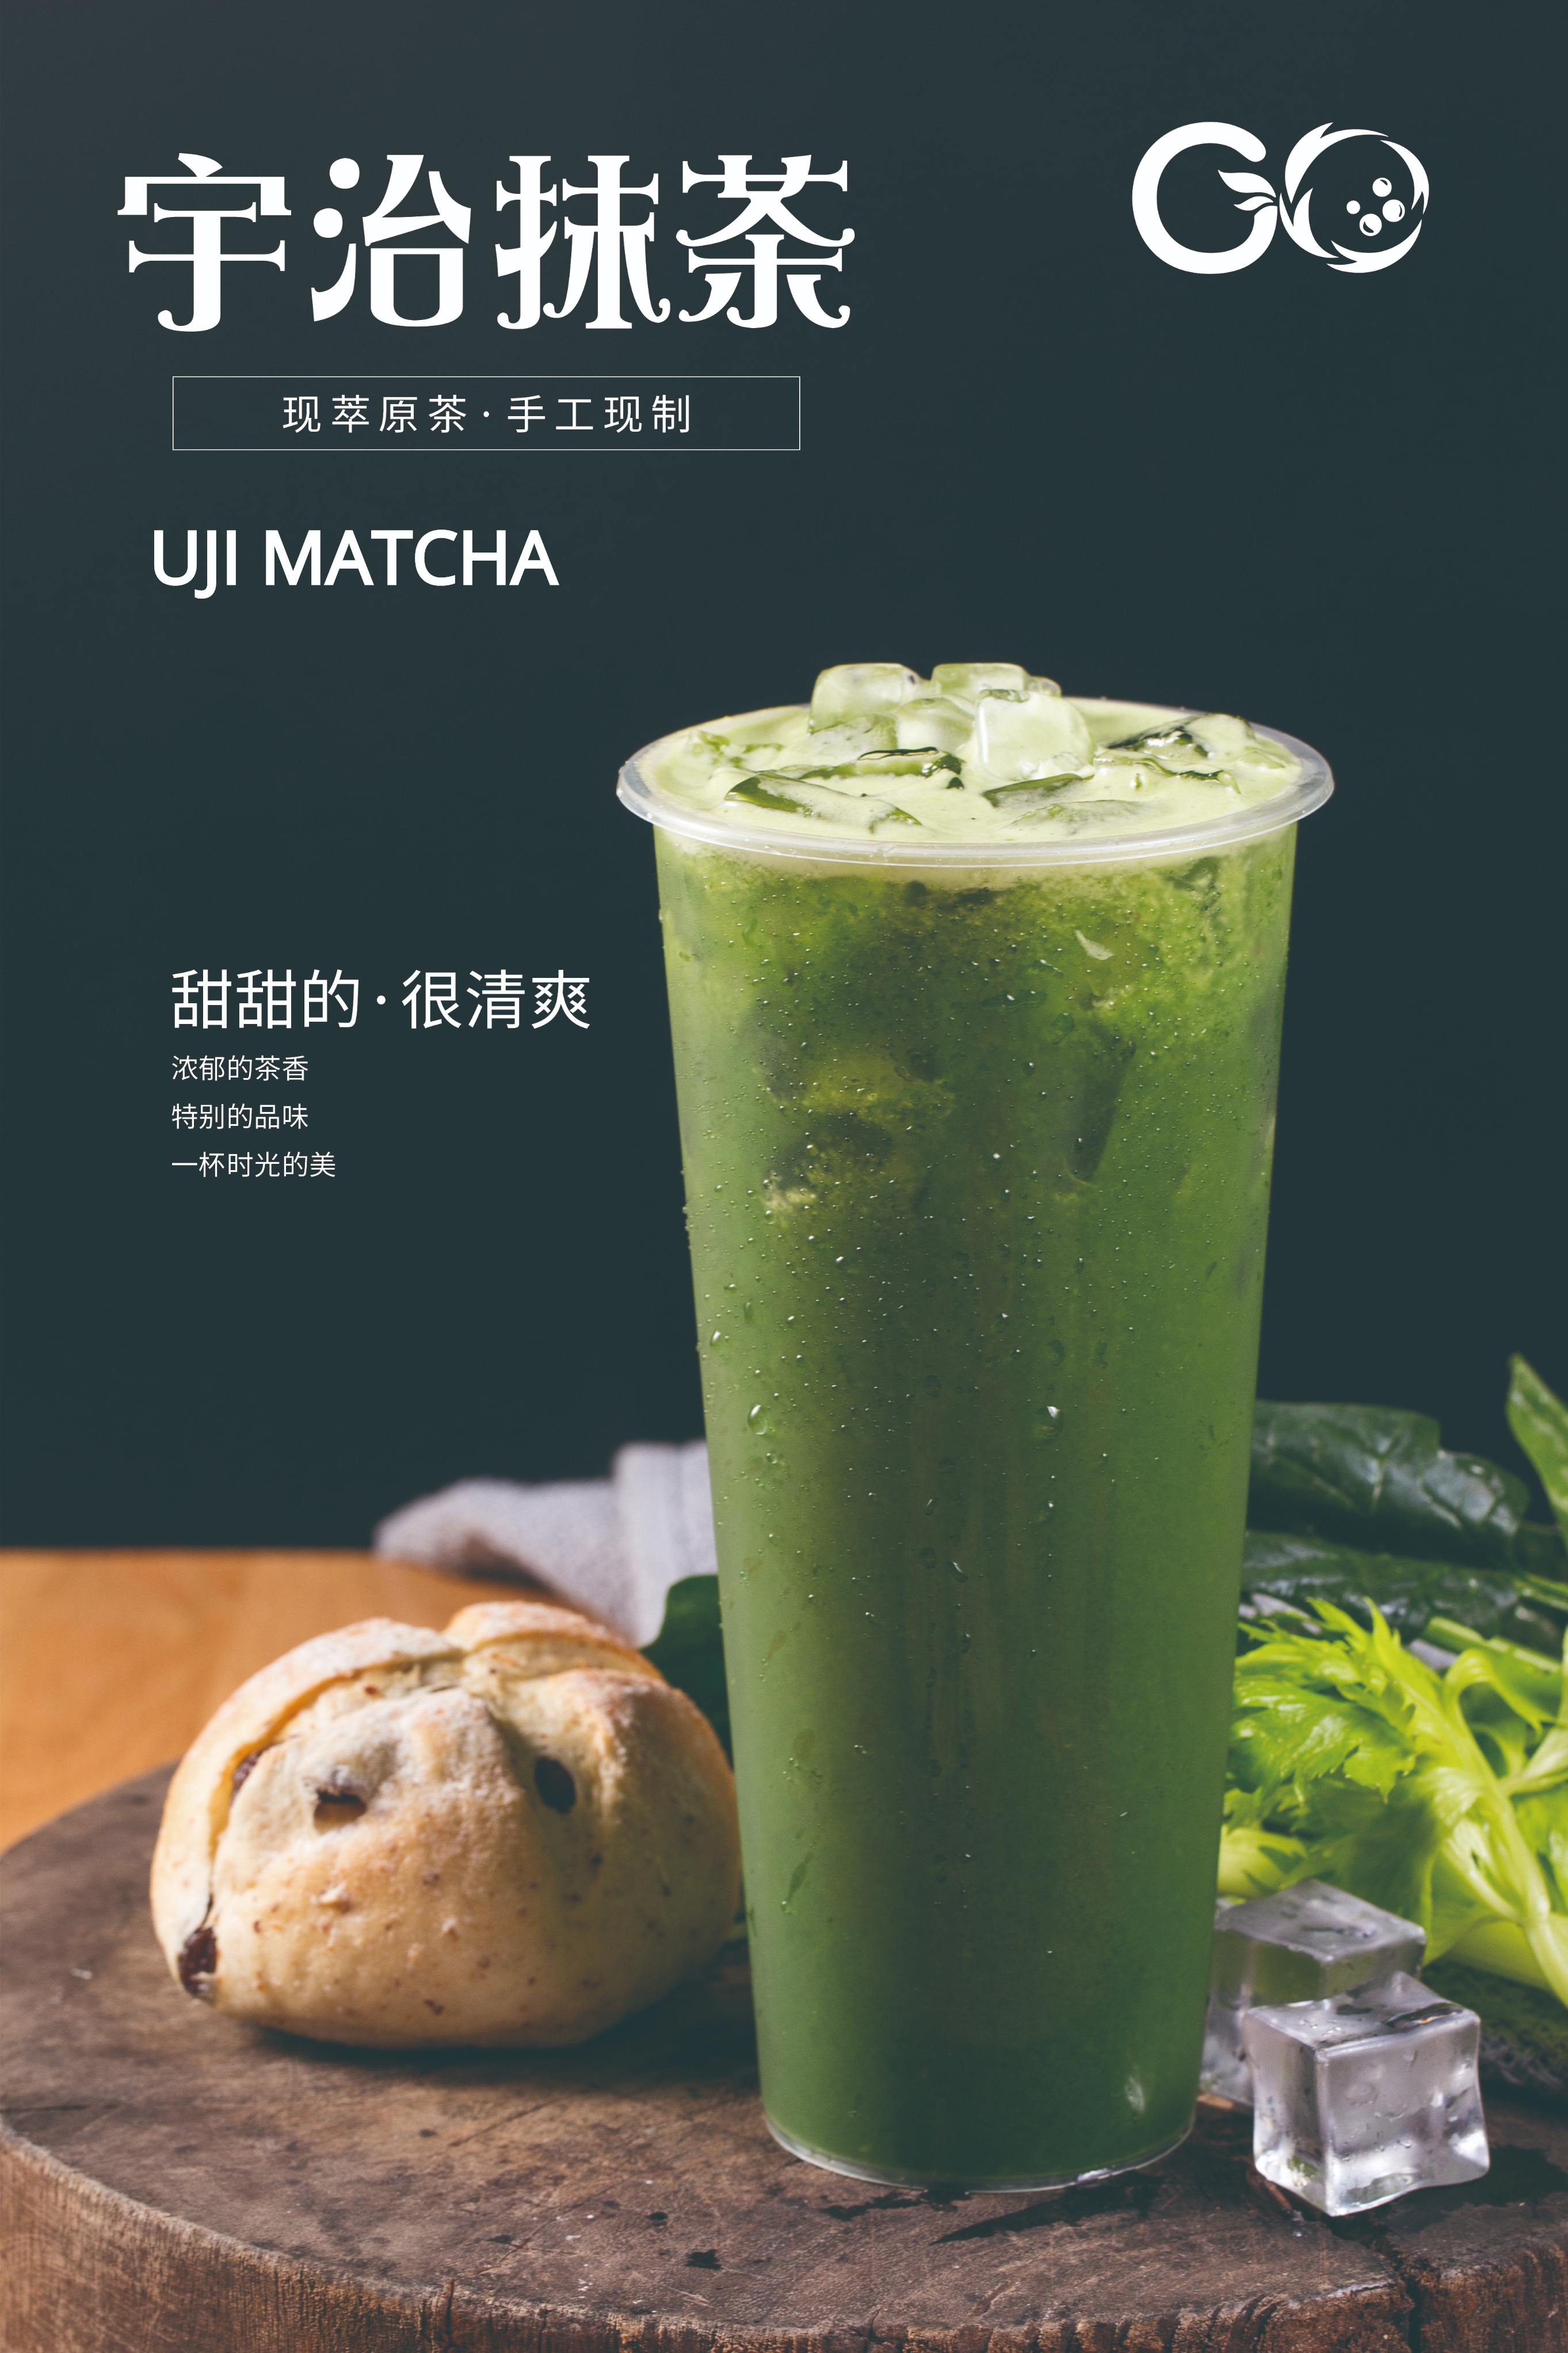 宇治抹茶
GO
现萃原茶·手工现制
UJI MATCHA
甜甜的·很清爽
浓郁的茶香
特别的品味
一杯时光的美